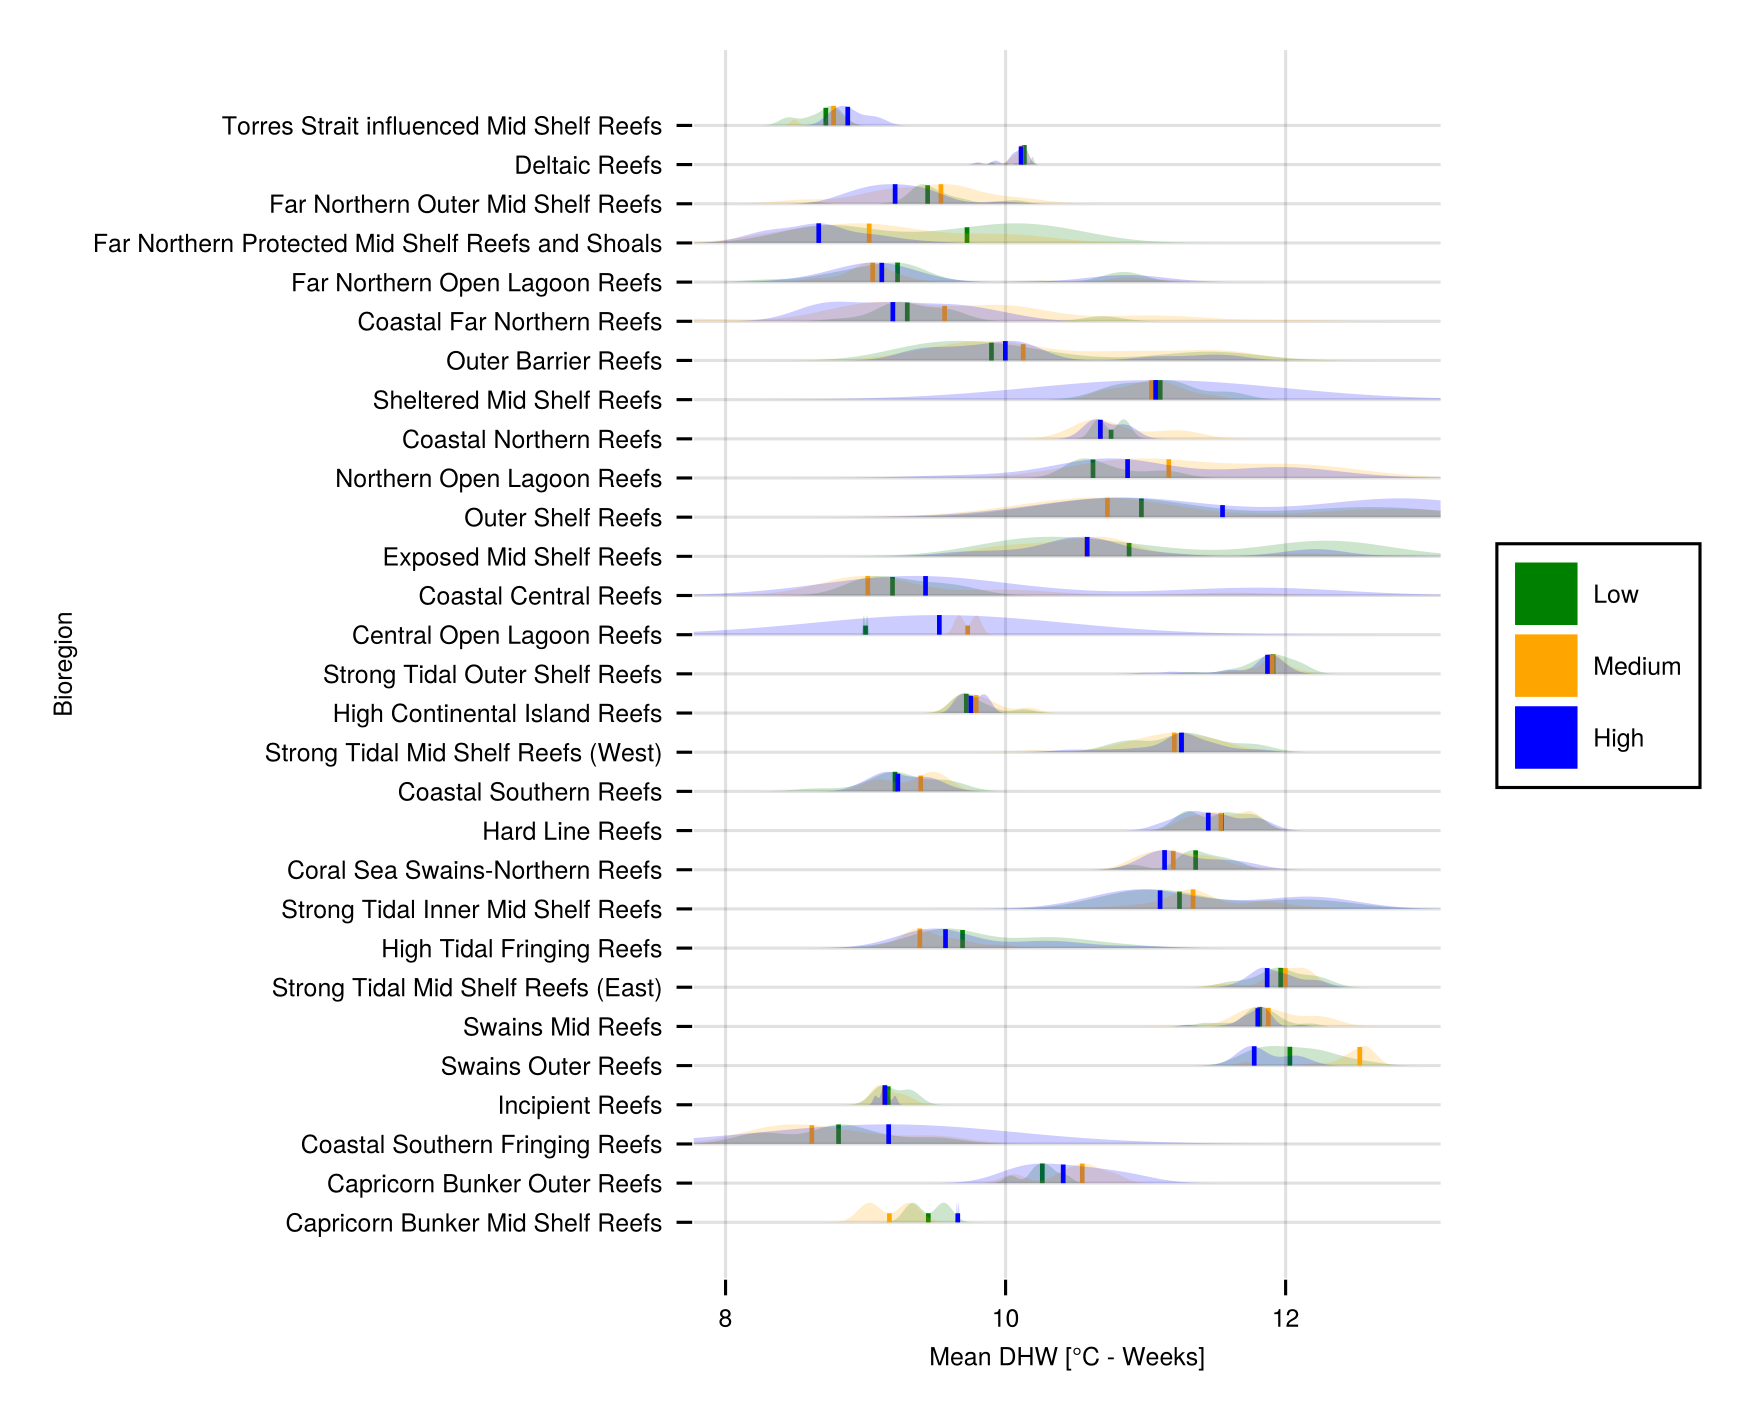 Torres Strait influenced Mid Shelf Reefs
Deltaic Reefs
Far Northern Outer Mid Shelf Reefs
Far Northern Protected Mid Shelf Reefs and Shoals
Far Northern Open Lagoon Reefs
Coastal Far Northern Reefs
Outer Barrier Reefs
Sheltered Mid Shelf Reefs
Coastal Northern Reefs
Northern Open Lagoon Reefs
Outer Shelf Reefs
Exposed Mid Shelf Reefs
Coastal Central Reefs
Central Open Lagoon Reefs
Strong Tidal Outer Shelf Reefs
High Continental Island Reefs
Strong Tidal Mid Shelf Reefs (West)
Coastal Southern Reefs
Hard Line Reefs
Coral Sea Swains-Northern Reefs
Strong Tidal Inner Mid Shelf Reefs
High Tidal Fringing Reefs
Strong Tidal Mid Shelf Reefs (East)
Swains Mid Reefs
Swains Outer Reefs
Incipient Reefs
Coastal Southern Fringing Reefs
Capricorn Bunker Outer Reefs
Capricorn Bunker Mid Shelf Reefs
Bioregion
8 10 12
Mean DHW [°C - Weeks]
Low
Medium
High